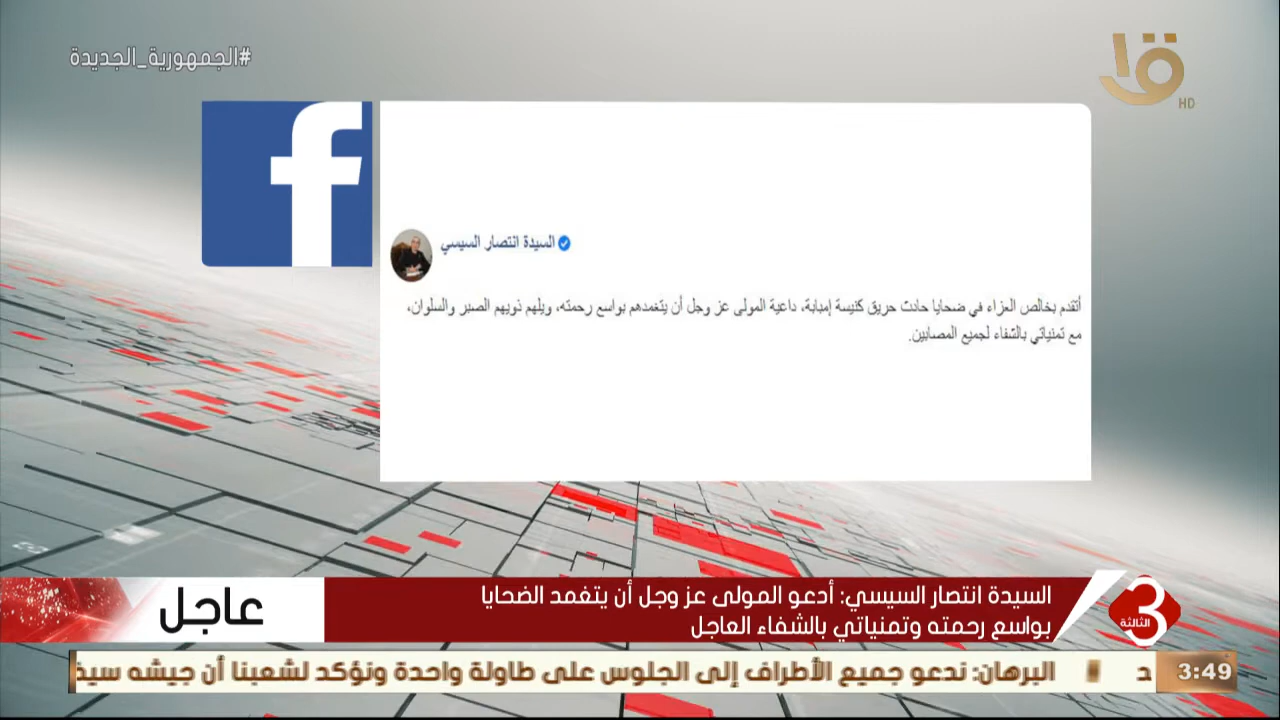 #الجمهورية_الجديدة
HD
السيدة انتصار السيسي
أتقدم بخالص العزاء في ضحايا حادث حريق كنيسة إمبابة، داعية المولى عز وجل أن يتغمدهم بواسع رحمته، ويلهم ذويهم الصبر والسلوان،
مع تمنياتي بالشفاء لجميع المصابين.
السيدة انتصار السيسي: أدعو المولى عز وجل أن يتغمد الضحايا
بواسع رحمته وتمنياتي بالشفاء العاجل
عاجل
3
الثالثة
3:49
د
البرهان: ندعو جميع الأطراف إلى الجلوس على طاولة واحدة ونؤكد لشعبنا أن جيشه